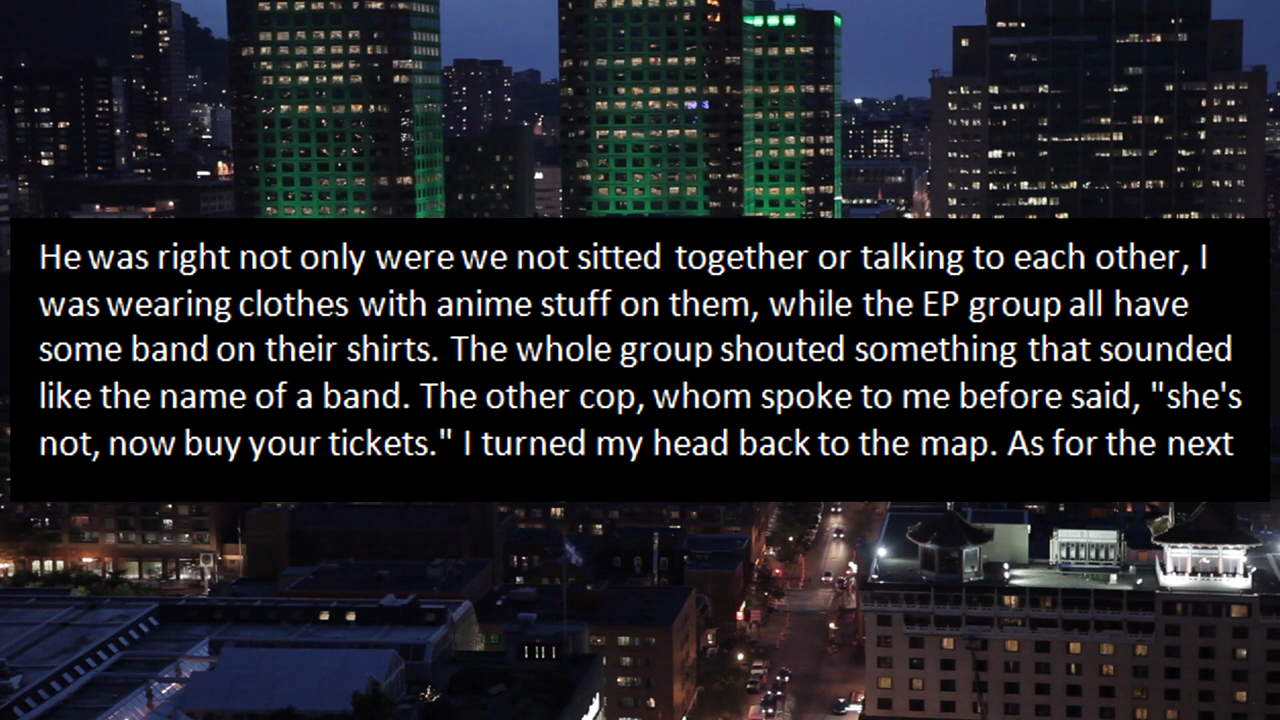 He was right not only were we not sitted together or talking to each other, I
was wearing clothes with anime stuff on them, while the EP group all have
some band on their shirts. The whole group shouted something that sounded
like the name of a band. The other cop, whom spoke to me before said, "she's
not, now buy your tickets." I turned my head back to the map. As for the next